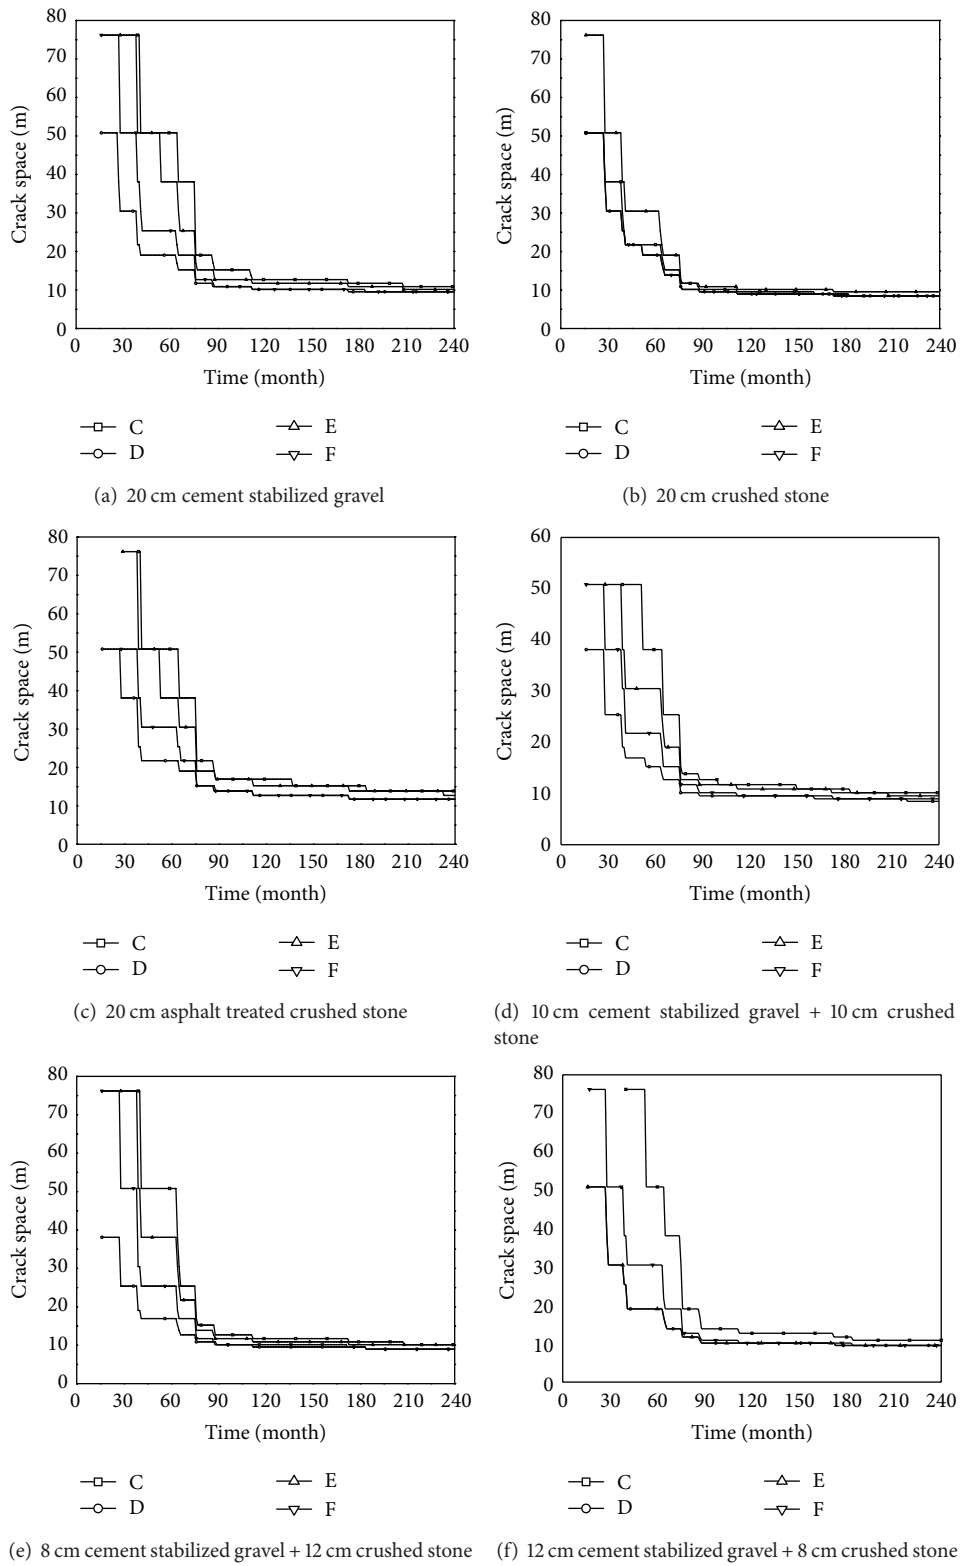 80
70
60
50
40
30
20
10
0
Crack space (m)
0 30 60 90 120 150 180 210 240
Time (month)
C
D
E
F
(a) 20 cm cement stabilized gravel
80
70
60
50
40
30
20
10
0
Crack space (m)
0 30 60 90 120 150 180 210 240
Time (month)
C
D
E
F
(b) 20 cm crushed stone
80
70
60
50
40
30
20
10
0
Crack space (m)
0 30 60 90 120 150 180 210 240
Time (month)
C
D
E
F
(c) 20 cm asphalt treated crushed stone
60
50
40
30
20
10
0
Crack space (m)
0 30 60 90 120 150 180 210 240
Time (month)
C
D
E
F
(d) 10 cm cement stabilized gravel + 10 cm crushed
stone
80
70
60
50
40
30
20
10
0
Crack space (m)
0 30 60 90 120 150 180 210 240
Time (month)
C
D
E
F
(e) 8 cm cement stabilized gravel + 12 cm crushed stone
80
70
60
50
40
30
20
10
0
Crack space (m)
0 30 60 90 120 150 180 210 240
Time (month)
C
D
E
F
(f) 12 cm cement stabilized gravel + 8 cm crushed stone